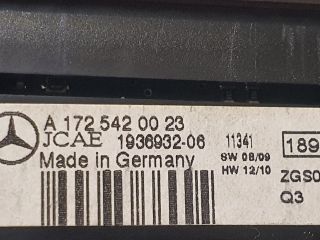 A 172 542 00 23
JCAE 1936932-06 11341 189
Made in Germany SW 08/09 ZGS0
HW 12/10 Q3